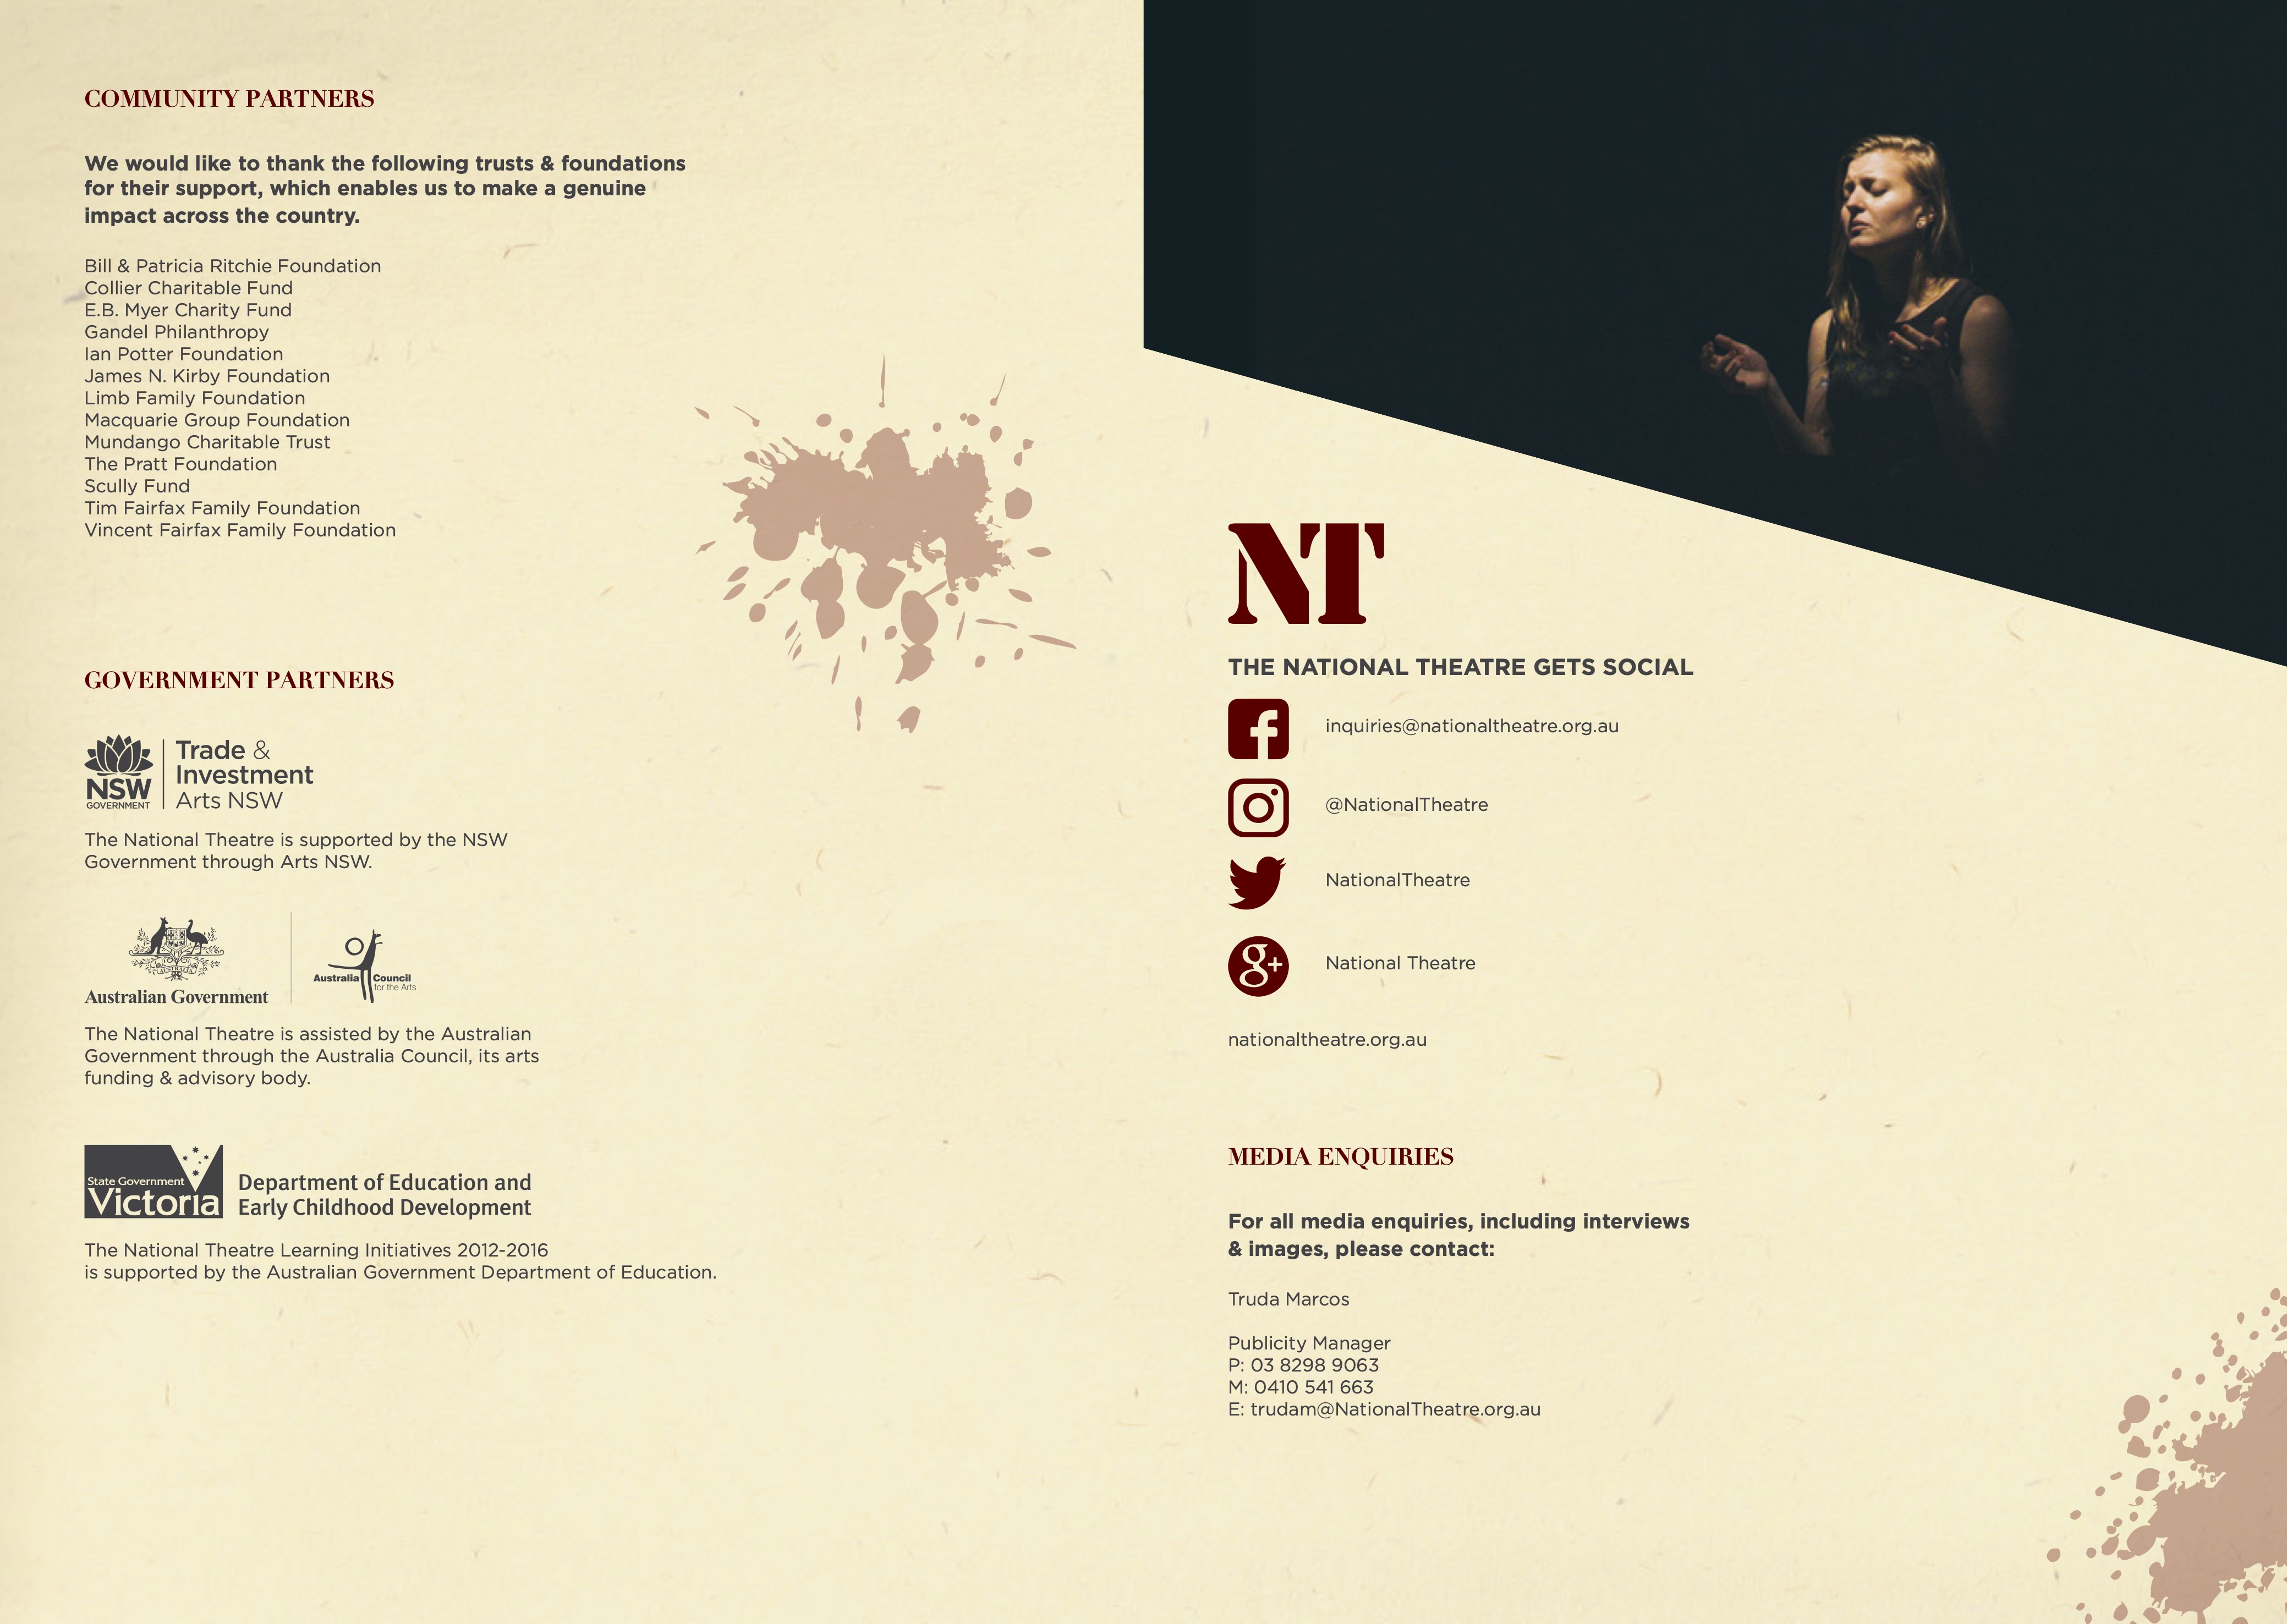 COMMUNITY PARTNERS
We would like to thank the following trusts & foundations
for their support, which enables us to make a genuine
impact across the country.
Bill & Patricia Ritchie Foundation
Collier Charitable Fund
E.B. Myer Charity Fund
Gandel Philanthropy
Ian Potter Foundation
James N. Kirby Foundation
Limb Family Foundation
Macquarie Group Foundation
Mundango Charitable Trust
The Pratt Foundation
Scully Fund
Tim Fairfax Family Foundation
Vincent Fairfax Family Foundation
GOVERNMENT PARTNERS
NSW
GOVERNMENT
Trade &
Investment
Arts NSW
The National Theatre is supported by the NSW
Government through Arts NSW.
AUSTRALIA
Australian Government
Australia Council
for the Arts
The National Theatre is assisted by the Australian
Government through the Australia Council, its arts
funding & advisory body.
State Government
Victoria
Department of Education and
Early Childhood Development
The National Theatre Learning Initiatives 2012-2016
is supported by the Australian Government Department of Education.
NT
THE NATIONAL THEATRE GETS SOCIAL
inquiries@nationaltheatre.org.au
@NationalTheatre
NationalTheatre
g+
National Theatre
nationaltheatre.org.au
MEDIA ENQUIRIES
For all media enquiries, including interviews
& images, please contact:
Truda Marcos
Publicity Manager
P: 03 8298 9063
M: 0410 541 663
E: trudam@NationalTheatre.org.au